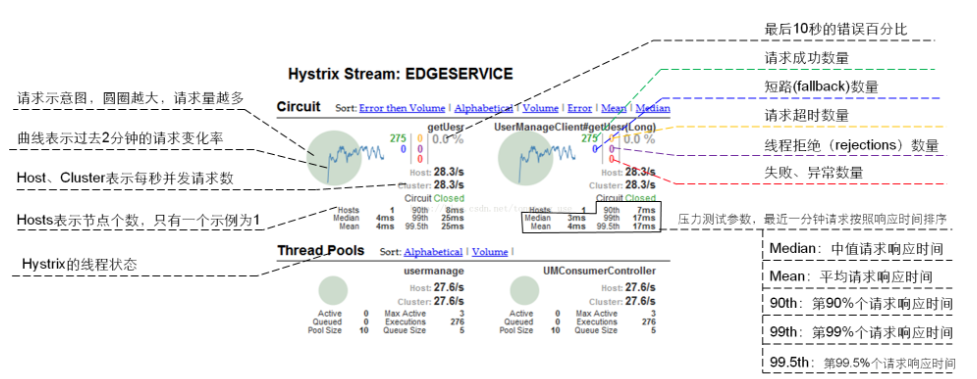 最后10秒的错误百分比
请求成功数量
短路(fallback)数量
请求超时数量
线程拒绝（rejections）数量
失败、异常数量
请求示意图，圆圈越大，请求量越多
曲线表示过去2分钟的请求变化率
Host、Cluster表示每秒并发请求数
Hosts表示节点个数，只有一个示例为1
Hystrix的线程状态
Hystrix Stream: EDGESERVICE
Circuit Sort: Error then Volume | Alphabetical | Volume | Error | Mean | Median
getUesr
275 0 0.0 %
0 0
0
Host: 28.3/s
Cluster: 28.3/s
Circuit Closed
Hosts 1 90th 8ms
Median 4ms 99th 25ms
Mean 4ms 99.5th 25ms
UserManageClient#getUesr(Long)
275 0 0.0 %
0 0
0
Host: 28.3/s
Cluster: 28.3/s
Circuit Closed
Hosts 1 90th 7ms
Median 3ms 99th 17ms
Mean 4ms 99.5th 17ms
压力测试参数，最近一分钟请求按照响应时间排序
Median：中值请求响应时间
Mean：平均请求响应时间
90th：第90%个请求响应时间
99th：第99%个请求响应时间
99.5th：第99.5%个请求响应时间
Thread Pools Sort: Alphabetical | Volume |
usermanage
Host: 27.6/s
Cluster: 27.6/s
Active 0 Max Active 3
Queued 0 Executions 276
Pool Size 10 Queue Size 5
UMConsumerController
Host: 27.6/s
Cluster: 27.6/s
Active 0 Max Active 3
Queued 0 Executions 276
Pool Size 10 Queue Size 5